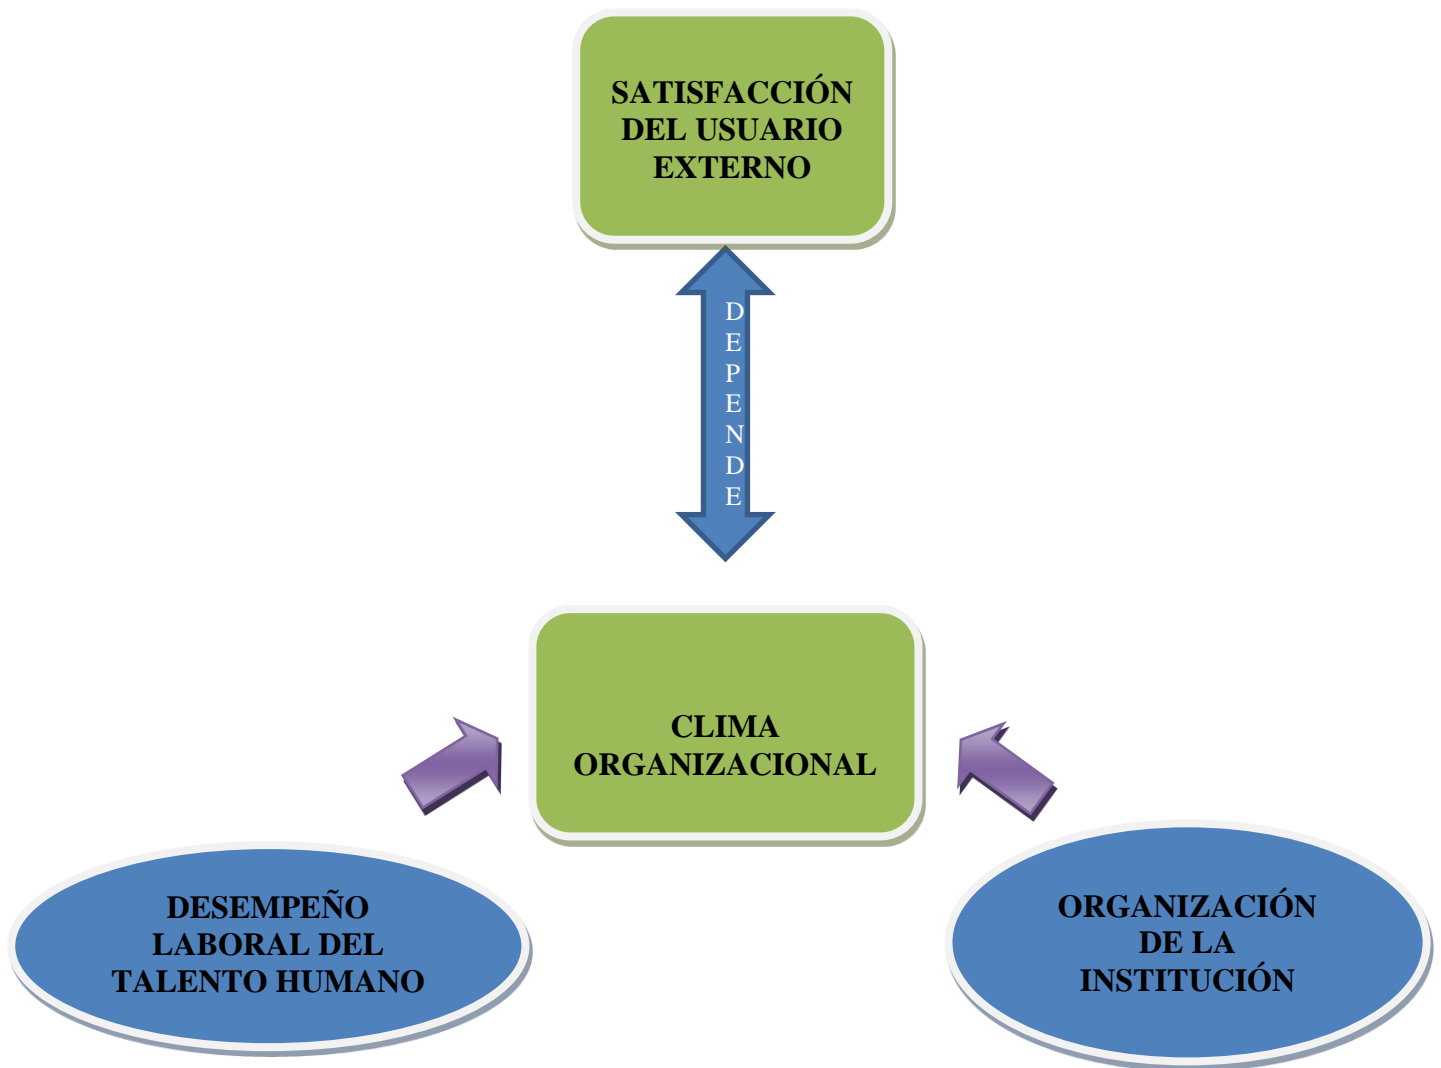 SATISFACCIÓN
DEL USUARIO
EXTERNO
D
E
P
E
N
D
E
CLIMA
ORGANIZACIONAL
DESEMPEÑO
LABORAL DEL
TALENTO HUMANO
ORGANIZACIÓN
DE LA
INSTITUCIÓN